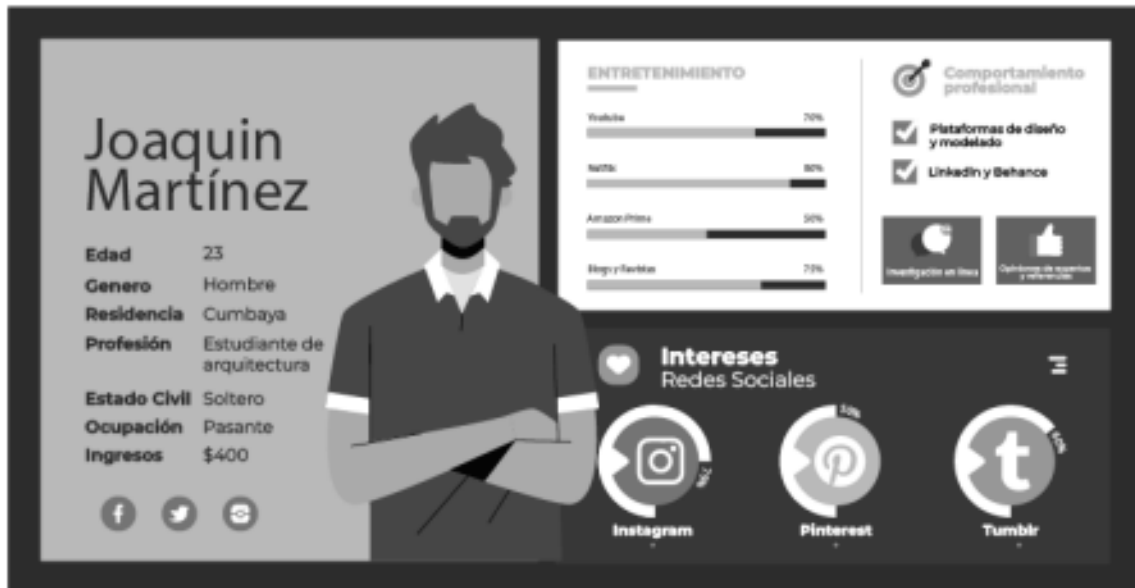 Joaquin
Martínez
Edad 23
Genero Hombre
Residencia Cumbaya
Profesión Estudiante de
arquitectura
Estado Civil Soltero
Ocupación Pasante
Ingresos $400
ENTRETENIMIENTO
Youtube 70%
Netflix
Amazon Prime 50%
Blogs y Revistas
Comportamiento
profesional
Plataformas de diseño
y modelado
LinkedIn y Behance
Investigación en línea
Opiniones de expertos
y referencias
Intereses
Redes Sociales
50%
60%
Instagram
Pinterest
Tumblr